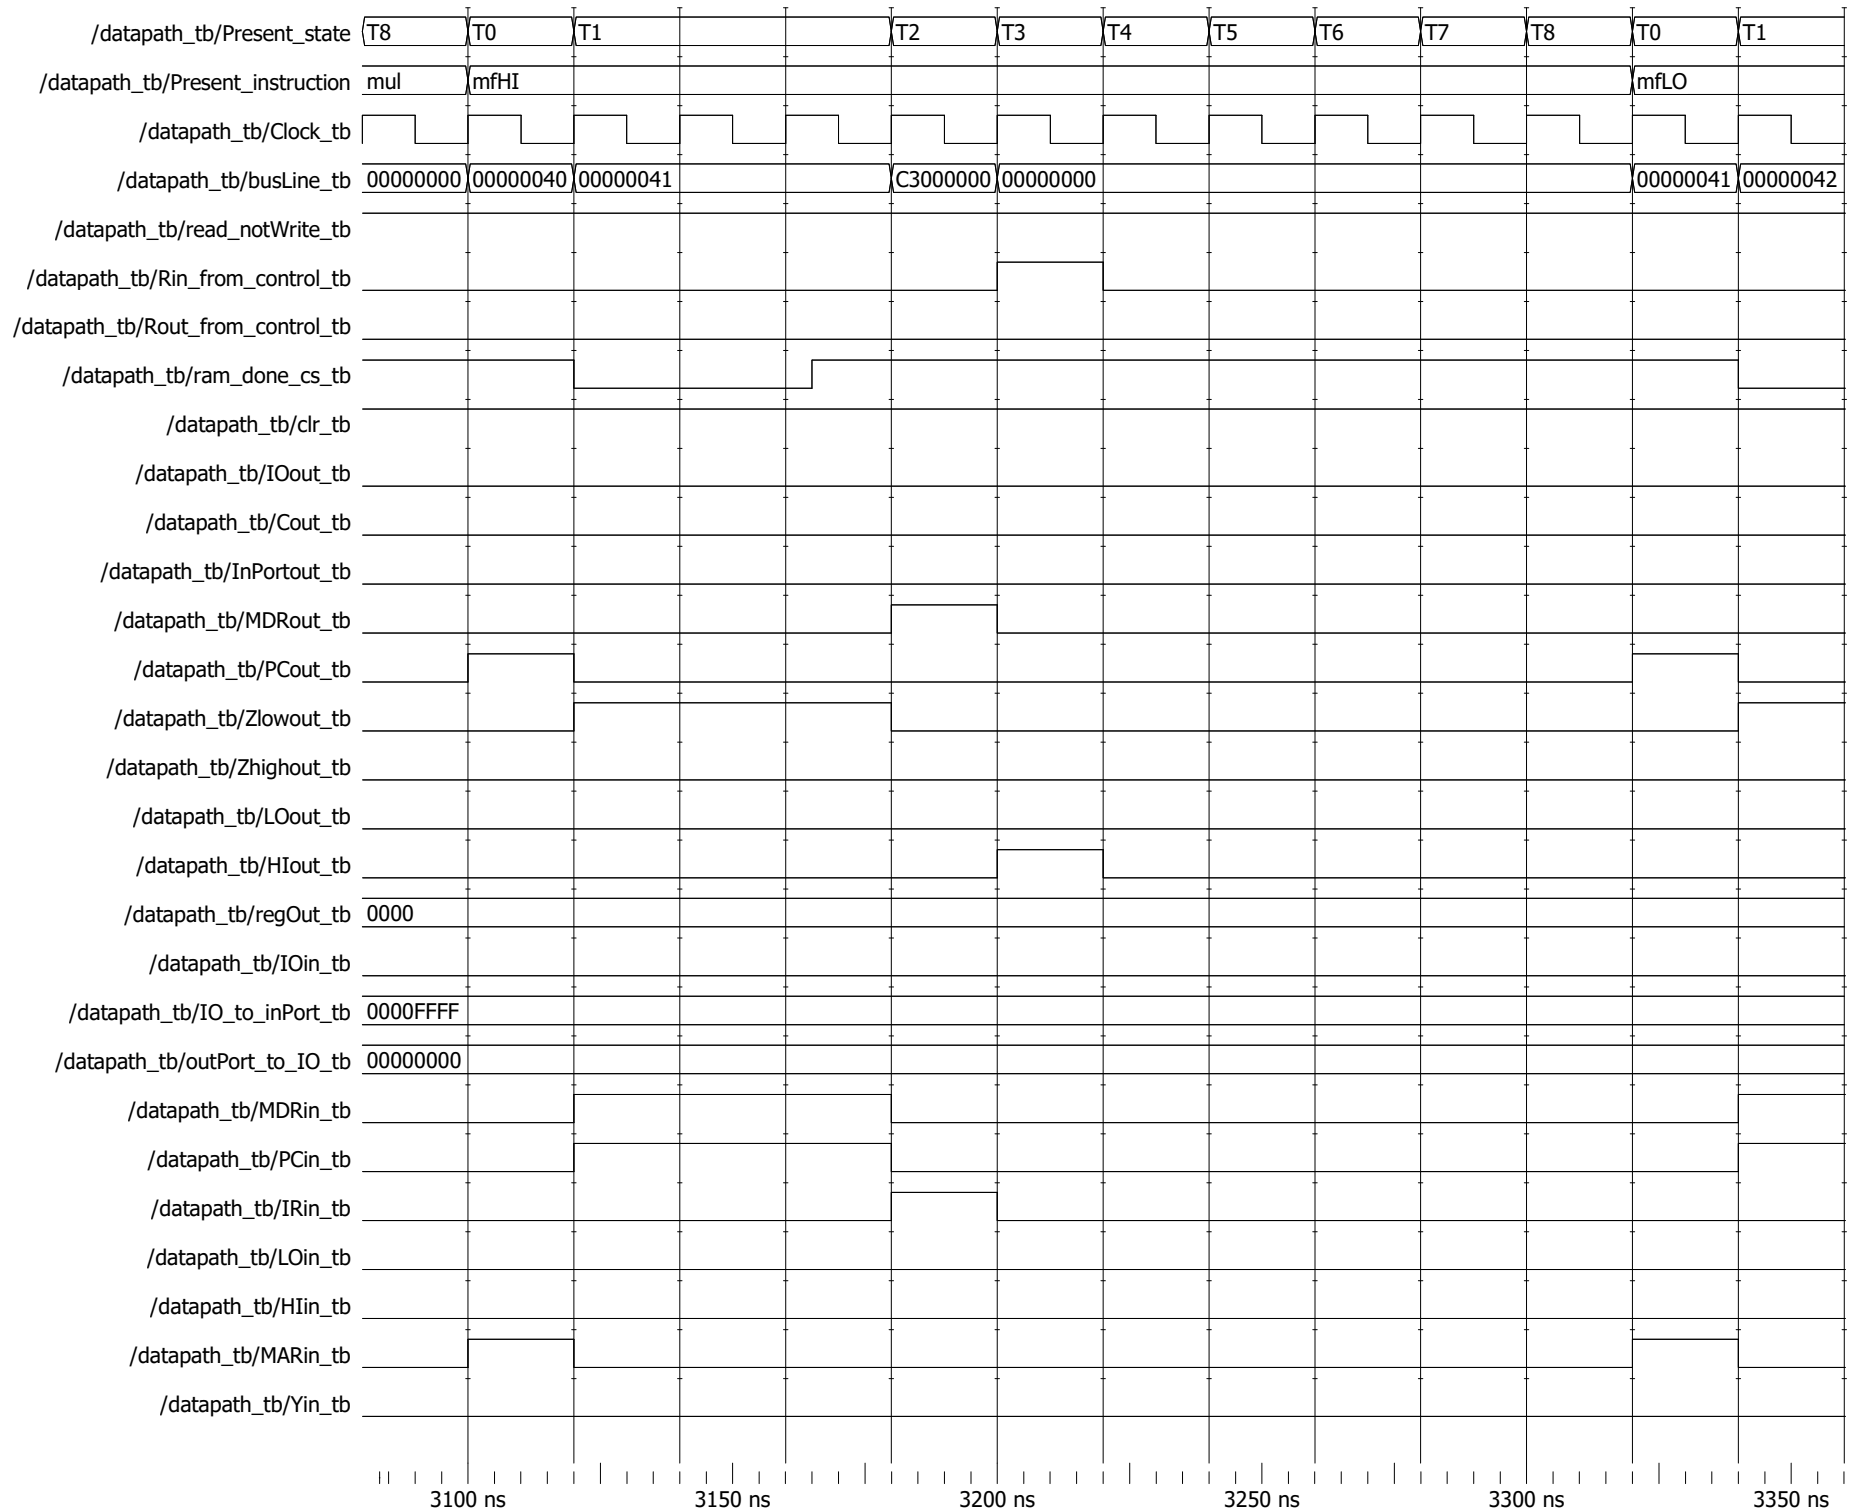 /datapath_tb/Present_state T8 T0 T1 T2 T3 T4 T5 T6 T7 T8 T0 T1
/datapath_tb/Present_instruction mul mfHI mfLO
/datapath_tb/Clock_tb
/datapath_tb/busLine_tb 00000000 00000040 00000041 C3000000 00000000 00000041 00000042
/datapath_tb/read_notWrite_tb
/datapath_tb/Rin_from_control_tb
/datapath_tb/Rout_from_control_tb
/datapath_tb/ram_done_cs_tb
/datapath_tb/clr_tb
/datapath_tb/IOout_tb
/datapath_tb/Cout_tb
/datapath_tb/InPortout_tb
/datapath_tb/MDRout_tb
/datapath_tb/PCout_tb
/datapath_tb/Zlowout_tb
/datapath_tb/Zhighout_tb
/datapath_tb/LOout_tb
/datapath_tb/HIout_tb
/datapath_tb/regOut_tb 0000
/datapath_tb/IOin_tb
/datapath_tb/IO_to_inPort_tb 0000FFFF
/datapath_tb/outPort_to_IO_tb 00000000
/datapath_tb/MDRin_tb
/datapath_tb/PCin_tb
/datapath_tb/IRin_tb
/datapath_tb/LOin_tb
/datapath_tb/HIin_tb
/datapath_tb/MARin_tb
/datapath_tb/Yin_tb
3100 ns 3150 ns 3200 ns 3250 ns 3300 ns 3350 ns